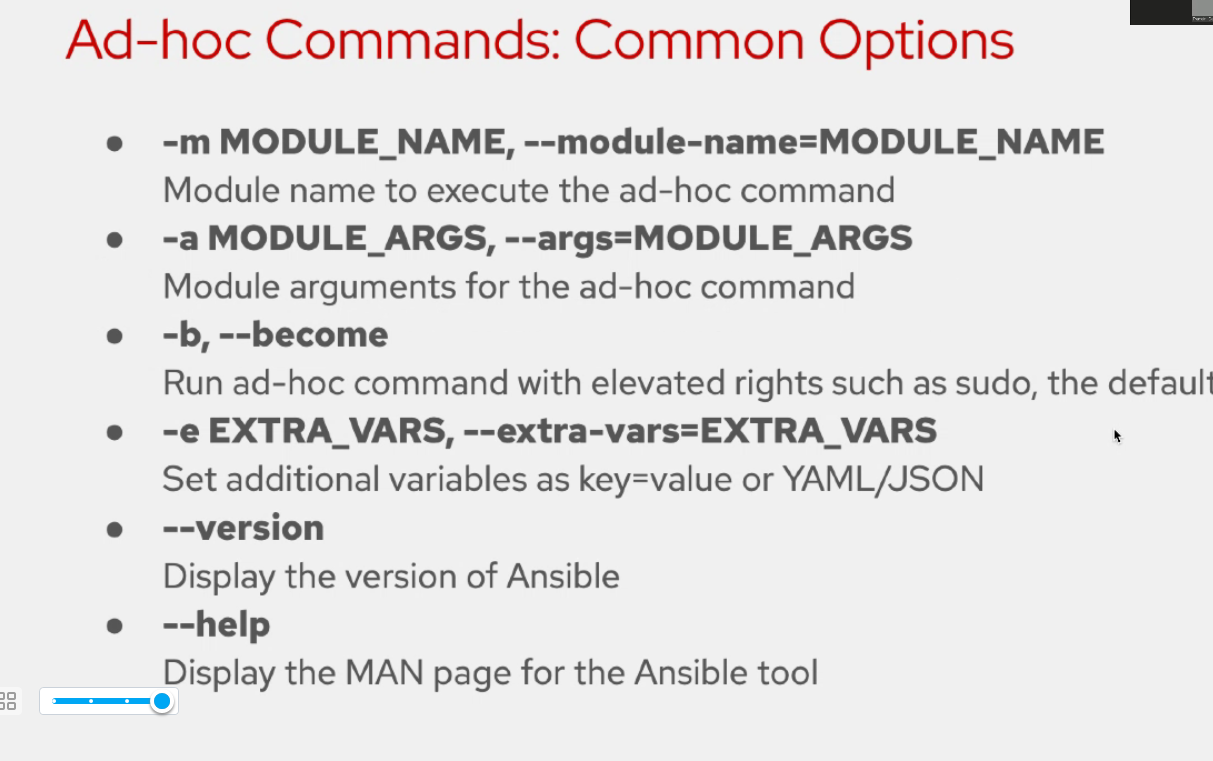 Ad-hoc Commands: Common Options
● -m MODULE_NAME, --module-name=MODULE_NAME
Module name to execute the ad-hoc command
● -a MODULE_ARGS, --args=MODULE_ARGS
Module arguments for the ad-hoc command
● -b, --become
Run ad-hoc command with elevated rights such as sudo, the default
● -e EXTRA_VARS, --extra-vars=EXTRA_VARS
Set additional variables as key=value or YAML/JSON
● --version
Display the version of Ansible
● --help
Display the MAN page for the Ansible tool